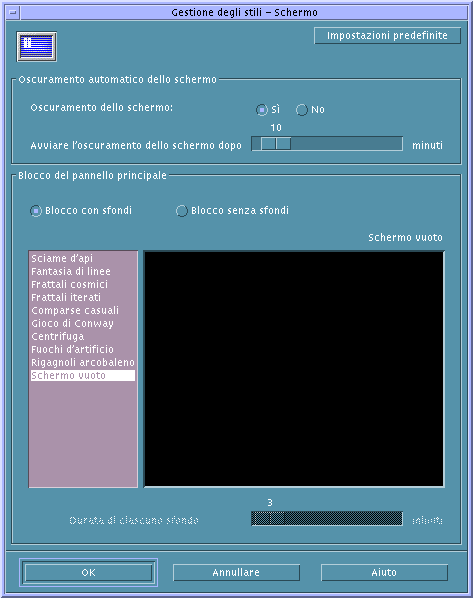 Gestione degli stili – Schermo
Impostazioni predefinite
Oscuramento automatico dello schermo
Oscuramento dello schermo: Sì No
10
Avviare l'oscuramento dello schermo dopo minuti
Blocco del pannello principale
Blocco con sfondi Blocco senza sfondi
Schermo vuoto
Sciame d'api
Fantasia di linee
Frattali cosmici
Frattali iterati
Comparse casuali
Gioco di Conway
Centrifuga
Fuochi d'artificio
Rigagnoli arcobaleno
Schermo vuoto
3
Durata di ciascuno sfondo minuti
OK Annullare Aiuto